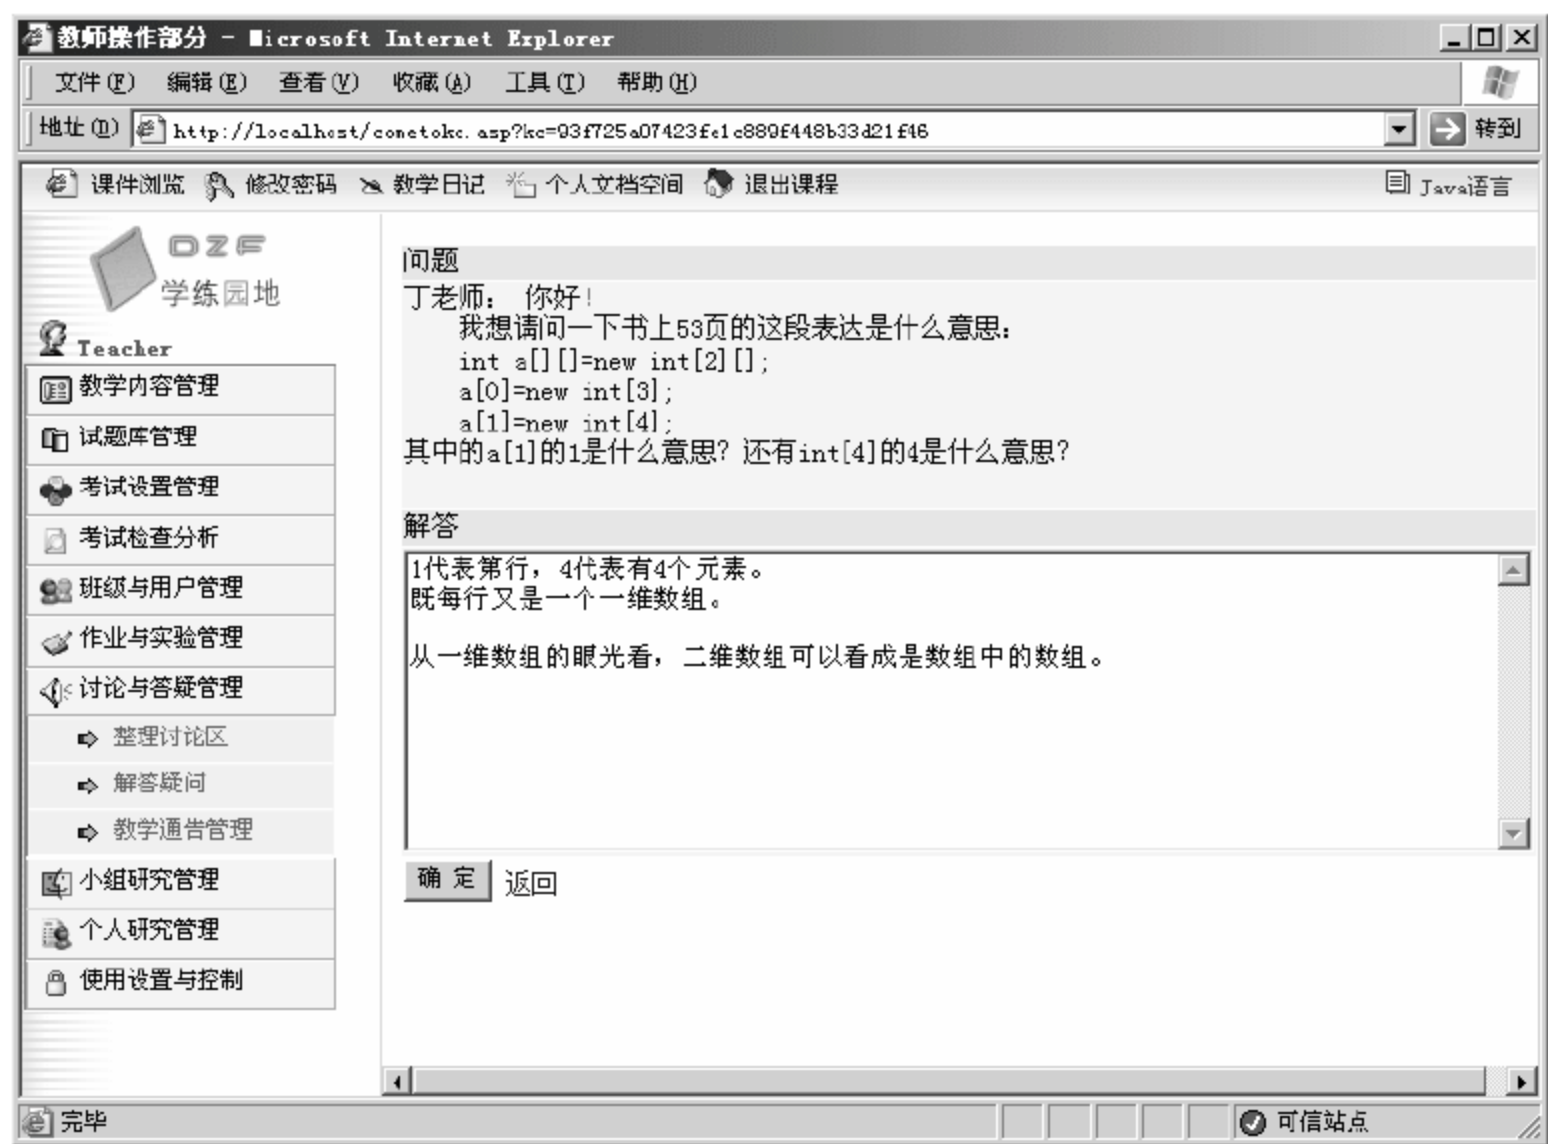 教师操作部分 - Microsoft Internet Explorer
文件(F) 编辑(E) 查看(V) 收藏(A) 工具(T) 帮助(H)
地址(D) http://localhost/conetokc.asp?kc=93f725a07423fe1c889f448b33d21f46 转到
课件浏览 修改密码 教学日记 个人文档空间 退出课程 Java语言
DZF
学练园地
Teacher
教学内容管理
试题库管理
考试设置管理
考试检查分析
班级与用户管理
作业与实验管理
讨论与答疑管理
整理讨论区
解答疑问
教学通告管理
小组研究管理
个人研究管理
使用设置与控制
问题
丁老师： 你好！
我想请问一下书上53页的这段表达是什么意思：
int a[][]=new int[2][];
a[0]=new int[3];
a[1]=new int[4];
其中的a[1]的1是什么意思？还有int[4]的4是什么意思？
解答
1代表第行，4代表有4个元素。
既每行又是一个一维数组。
从一维数组的眼光看，二维数组可以看成是数组中的数组。
确 定 返回
完毕 可信站点